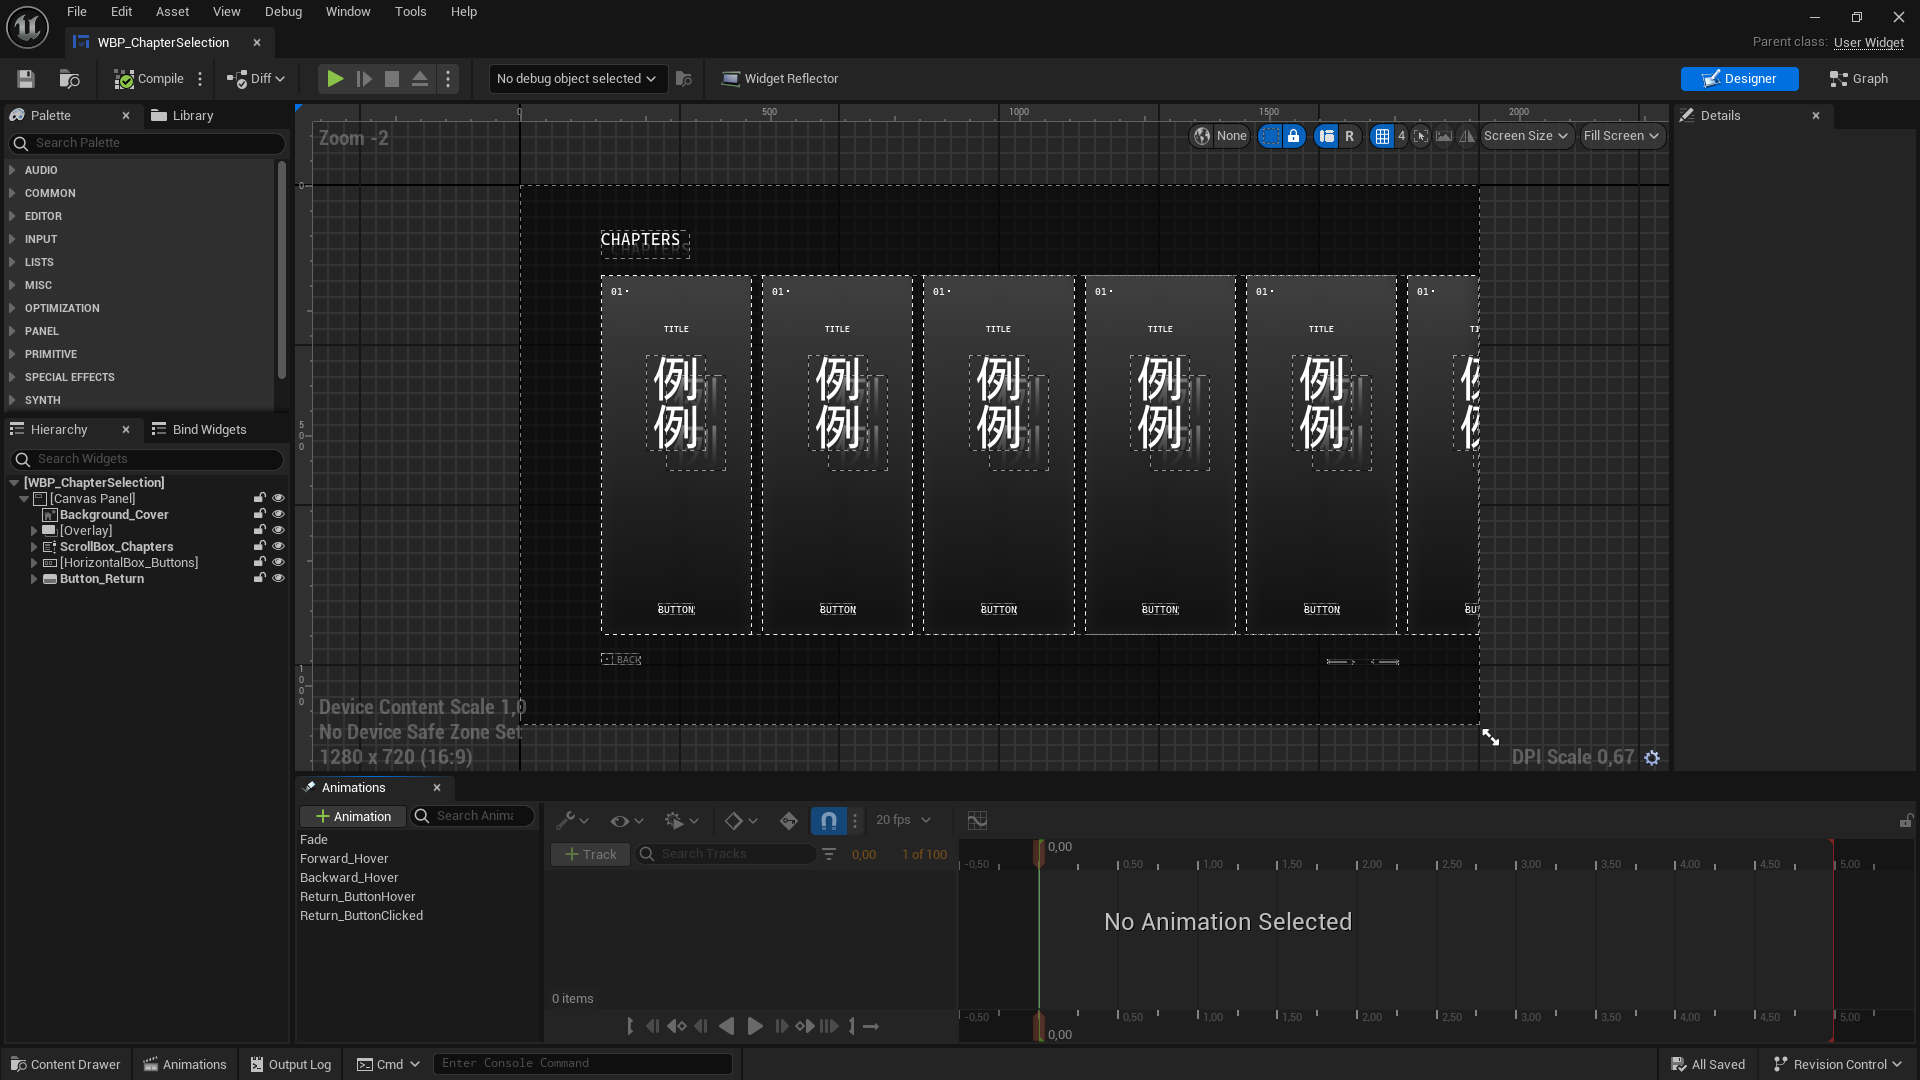 File Edit Asset View Debug Window Tools Help
WBP_ChapterSelection
Parent class: User Widget
Compile Diff No debug object selected Widget Reflector Designer Graph
Palette Library
Search Palette
AUDIO
COMMON
EDITOR
INPUT
LISTS
MISC
OPTIMIZATION
PANEL
PRIMITIVE
SPECIAL EFFECTS
SYNTH
Hierarchy Bind Widgets
Search Widgets
[WBP_ChapterSelection]
[Canvas Panel]
Background_Cover
[Overlay]
ScrollBox_Chapters
[HorizontalBox_Buttons]
Button_Return
0 500 1000 1500 2000
Zoom -2
None R 4 Screen Size Fill Screen
0
500
1000
CHAPTERS
CHAPTERS
01 01 01 01 01 01
TITLE TITLE TITLE TITLE TITLE
例 例 例 例 例
例 例 例 例 例
BUTTON BUTTON BUTTON BUTTON BUTTON
BACK
Device Content Scale 1,0
No Device Safe Zone Set
1280 x 720 (16:9)
DPI Scale 0,67
Details
Animations
Animation Search Anima
Fade
Forward_Hover
Backward_Hover
Return_ButtonHover
Return_ButtonClicked
20 fps
Track Search Tracks 0,00 1 of 100
0,00
-0,50 0,50 1,00 1,50 2,00 2,50 3,00 3,50 4,00 4,50 5,00
No Animation Selected
0 items
-0,50 0,50 1,00 1,50 2,00 2,50 3,00 3,50 4,00 4,50 5,00
0,00
Content Drawer Animations Output Log Cmd Enter Console Command All Saved Revision Control